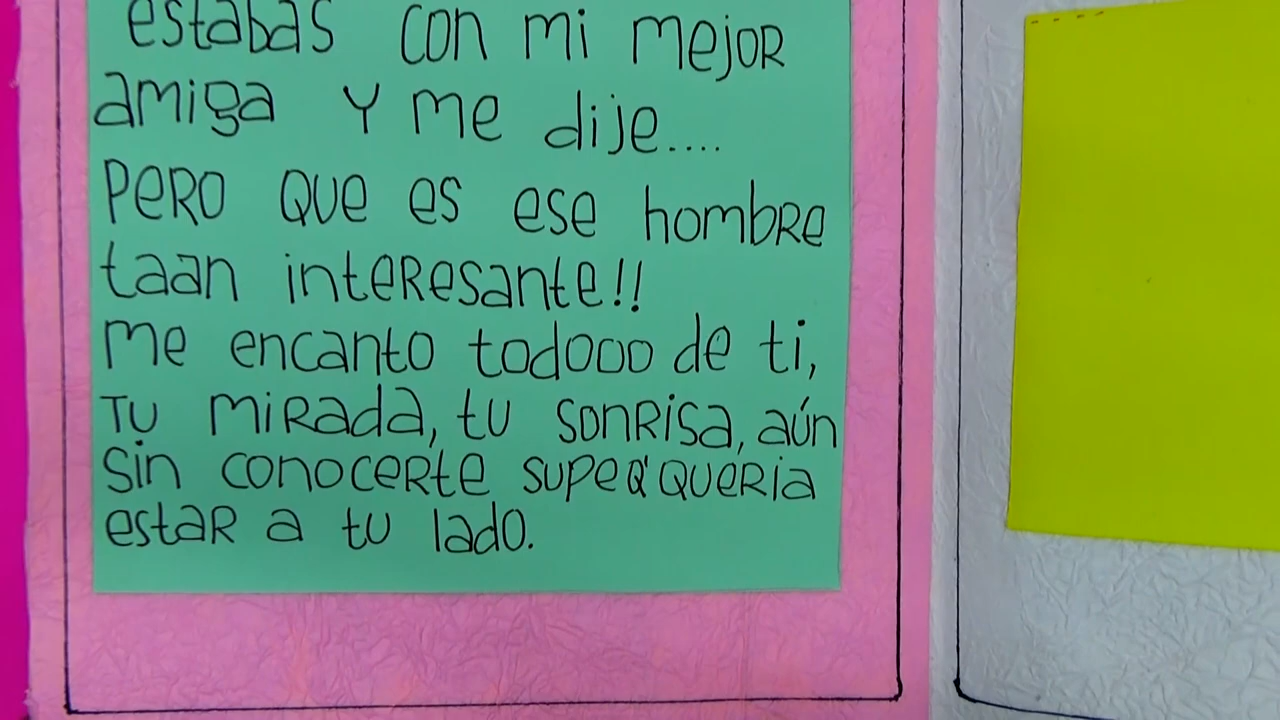 estabas con mi mejor
amiga Y me dije....
Pero que es ese hombre
taan interesante!!
me encanto todooo de ti,
Tu mirada, tu sonrisa, aún
sin conocerte supe q' quería
estar a tu lado.